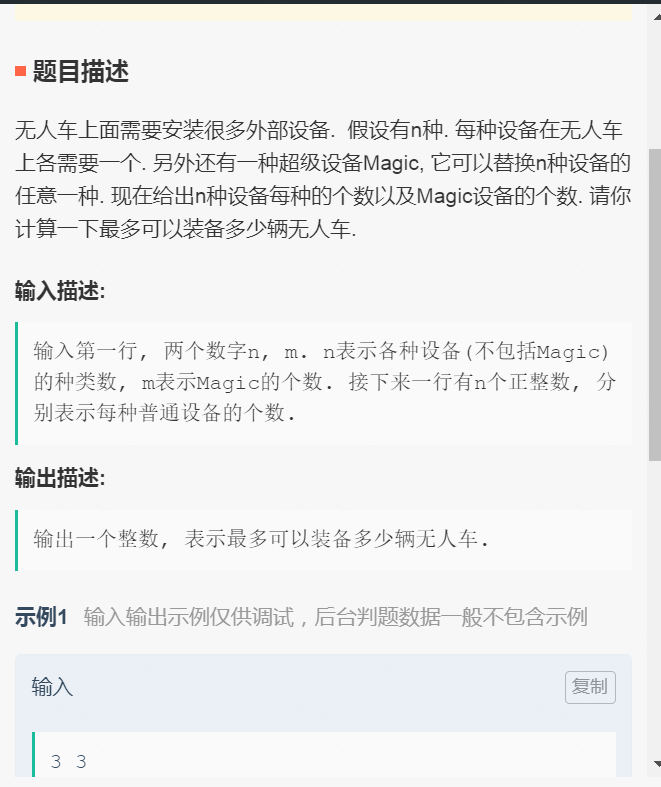 题目描述
无人车上面需要安装很多外部设备. 假设有n种. 每种设备在无人车
上各需要一个. 另外还有一种超级设备Magic, 它可以替换n种设备的
任意一种. 现在给出n种设备每种的个数以及Magic设备的个数. 请你
计算一下最多可以装备多少辆无人车.
输入描述:
输入第一行, 两个数字n, m. n表示各种设备(不包括Magic)
的种类数, m表示Magic的个数. 接下来一行有n个正整数, 分
别表示每种普通设备的个数.
输出描述:
输出一个整数, 表示最多可以装备多少辆无人车.
示例1 输入输出示例仅供调试，后台判题数据一般不包含示例
输入 复制
3 3